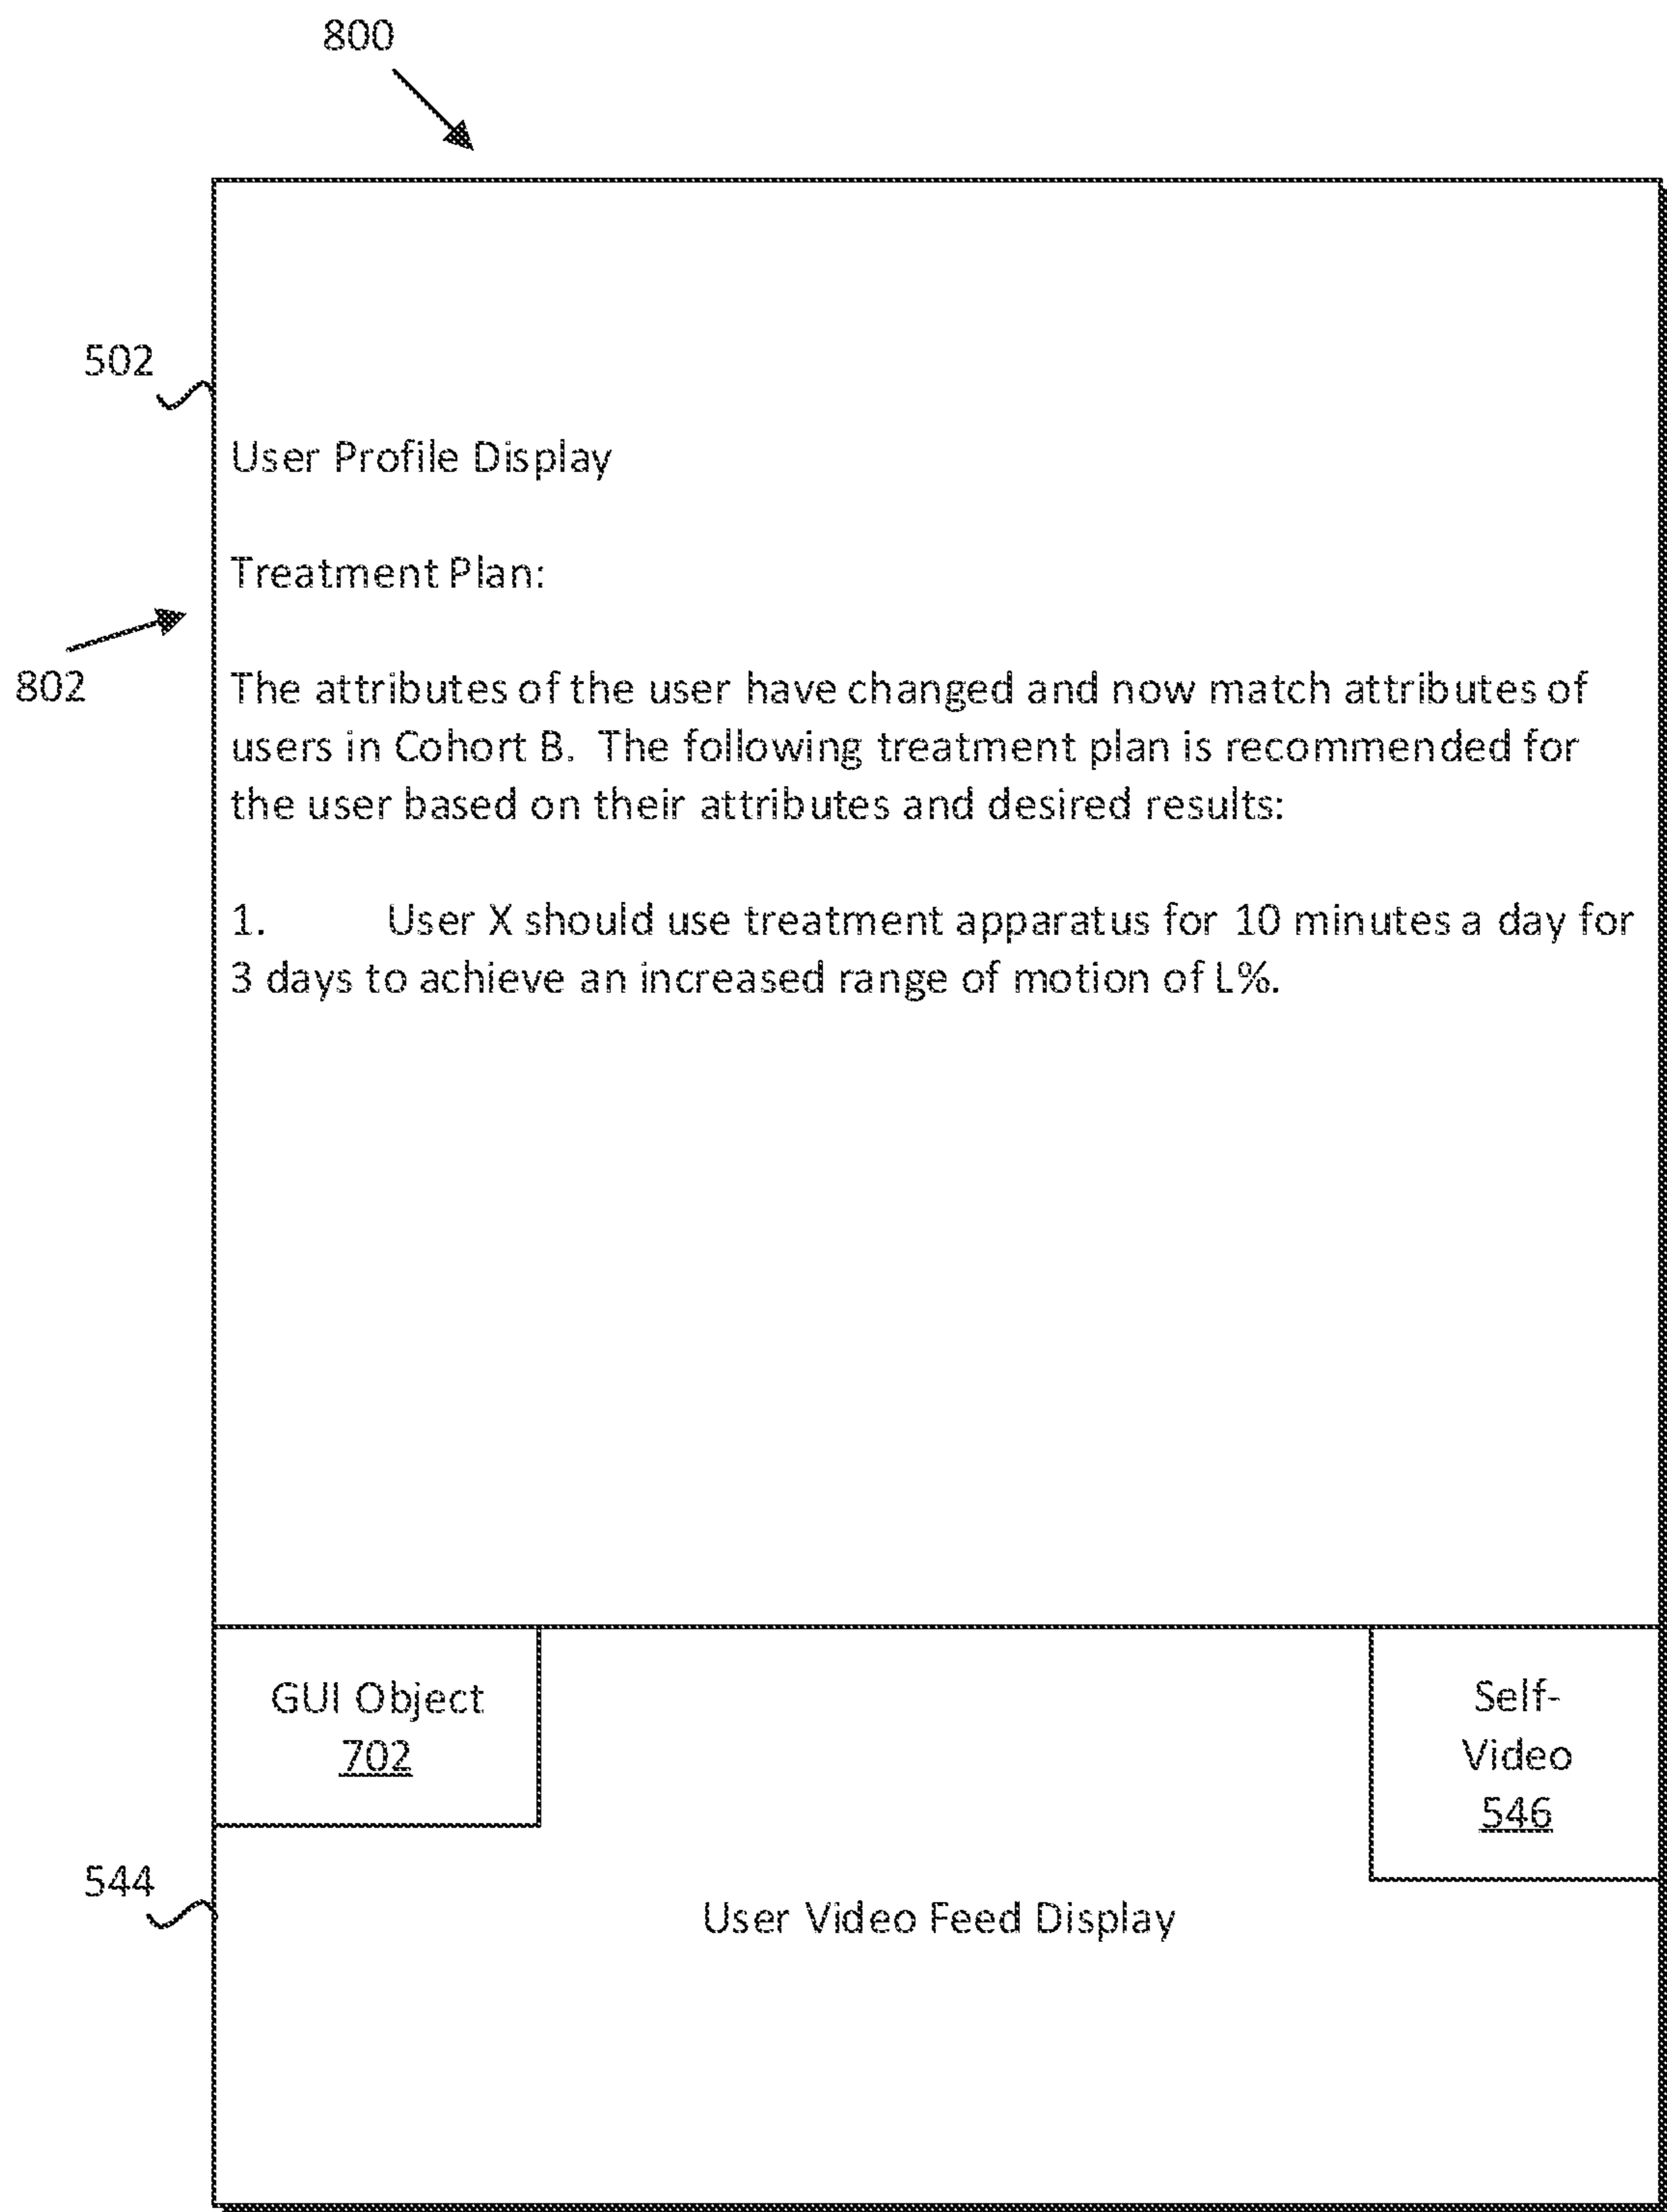 800
502
User Profile Display
Treatment Plan:
802
The attributes of the user have changed and now match attributes of
users in Cohort B. The following treatment plan is recommended for
the user based on their attributes and desired results:
1. User X should use treatment apparatus for 10 minutes a day for
3 days to achieve an increased range of motion of L%.
GUI Object
702
Self-
Video
546
544
User Video Feed Display